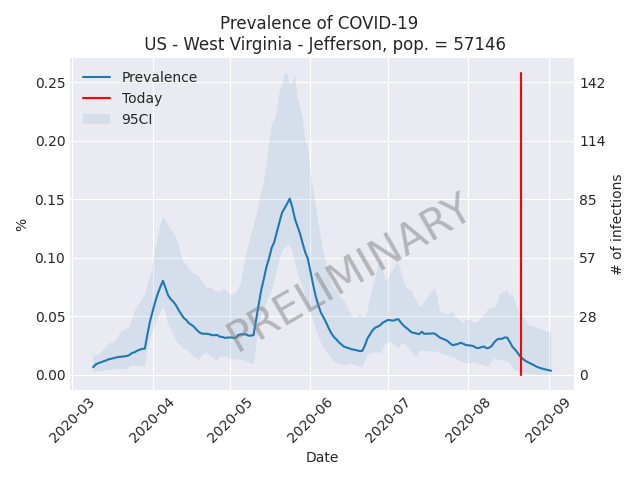 Prevalence of COVID-19
US - West Virginia - Jefferson, pop. = 57146
Prevalence
Today
95CI
0.25
0.20
0.15
0.10
0.05
0.00
%
142
114
85
57
28
0
# of infections
PRELIMINARY
2020-03
2020-04
2020-05
2020-06
2020-07
2020-08
2020-09
Date